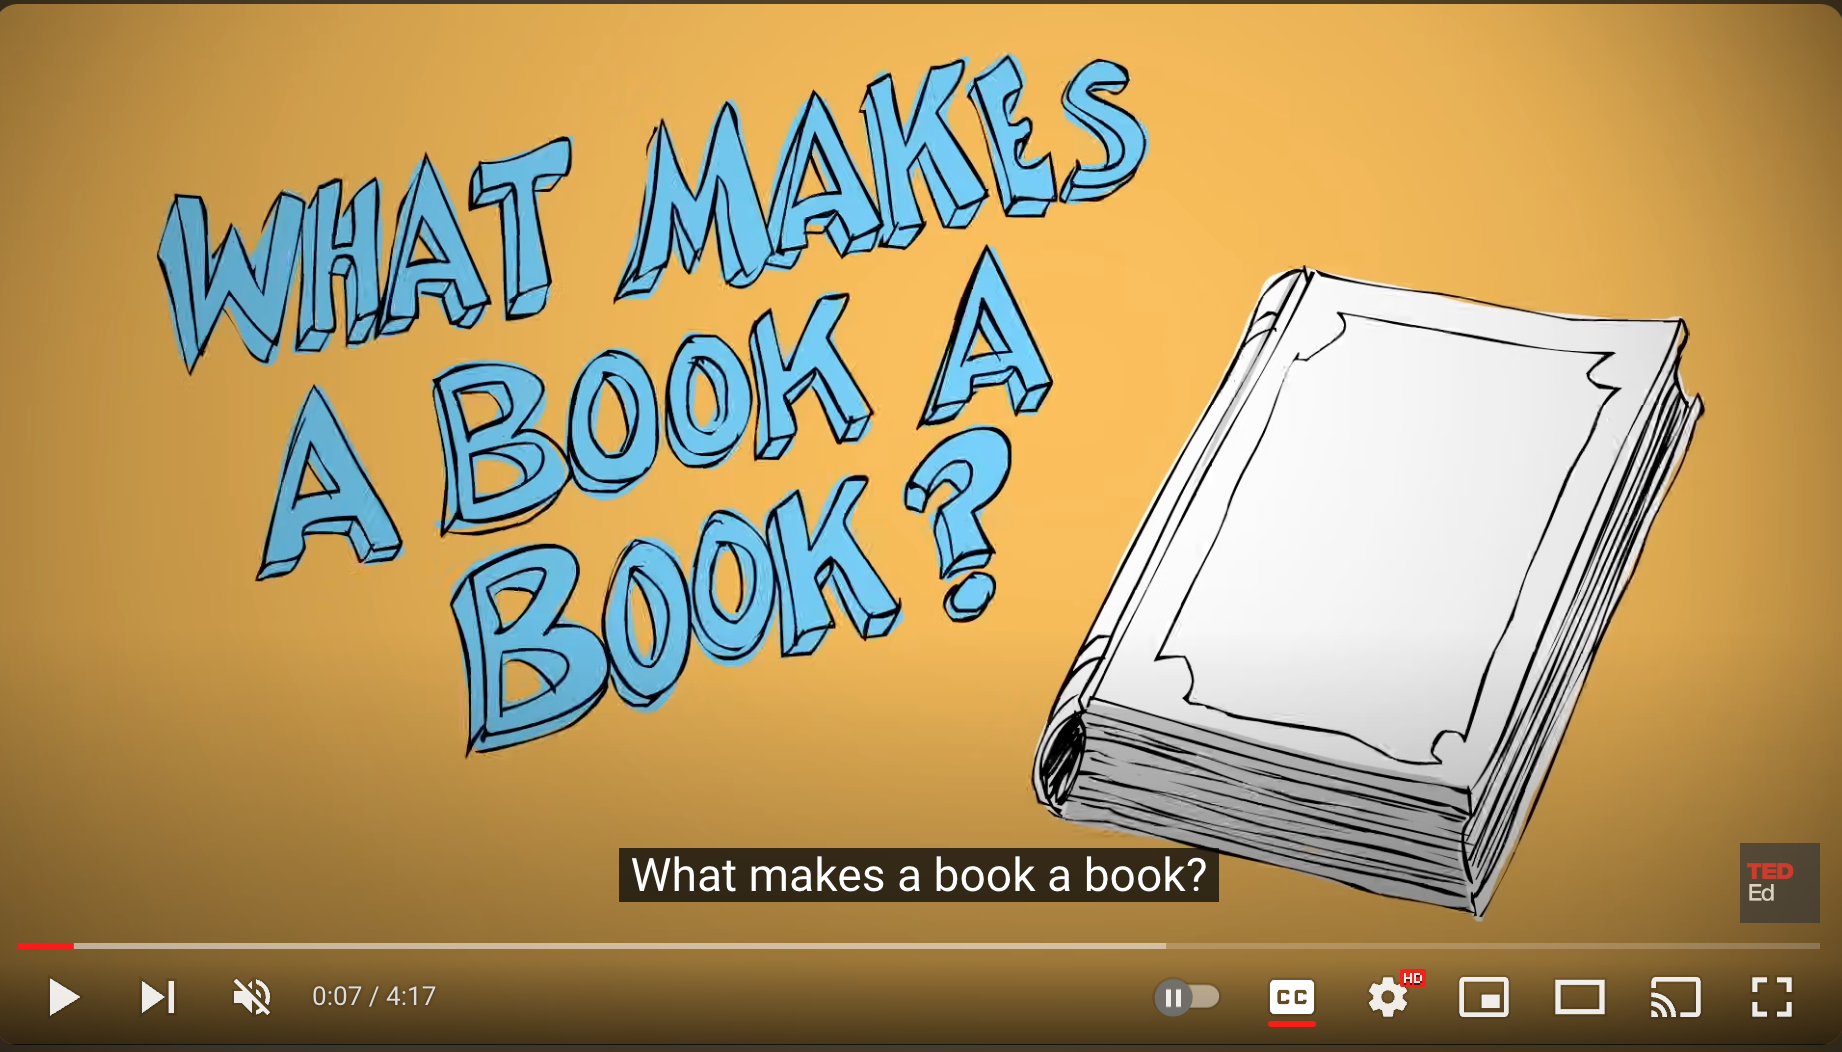 WHAT MAKES
A BOOK A
BOOK?
What makes a book a book?
TED
Ed
0:07 / 4:17
CC
HD